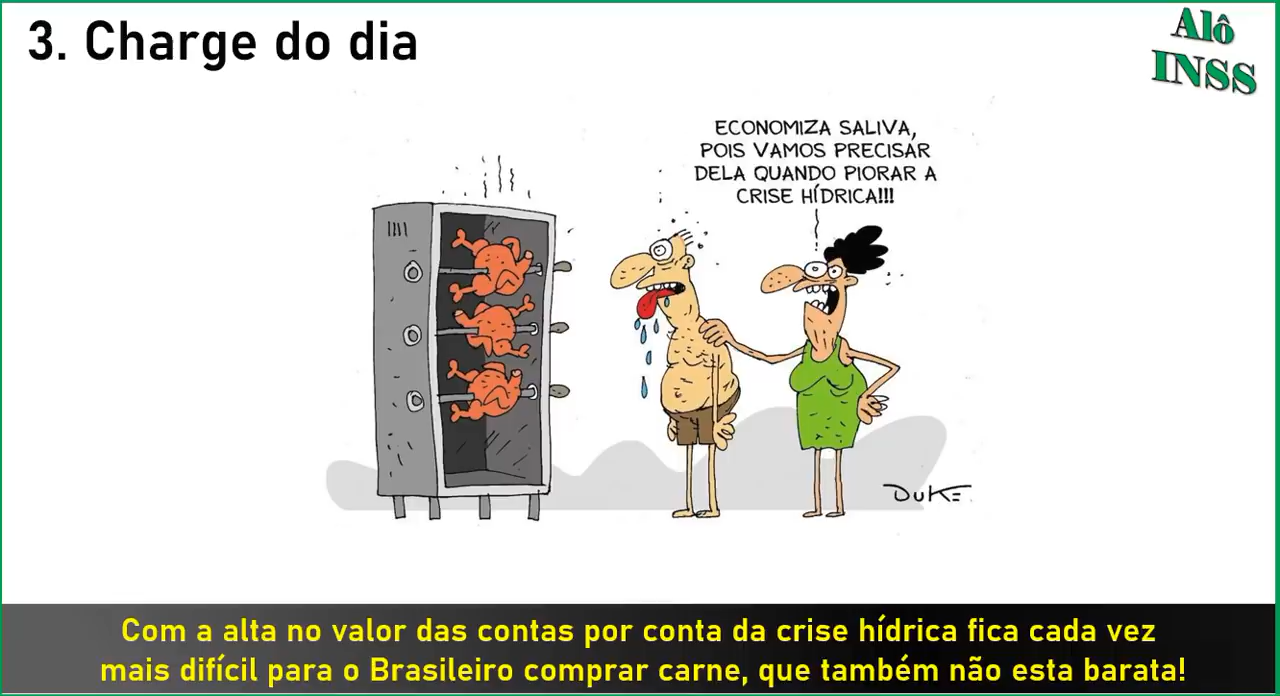 3. Charge do dia
Alô
INSS
ECONOMIZA SALIVA,
POIS VAMOS PRECISAR
DELA QUANDO PIORAR A
CRISE HÍDRICA!!!
DUKE
Com a alta no valor das contas por conta da crise hídrica fica cada vez
mais difícil para o Brasileiro comprar carne, que também não esta barata!